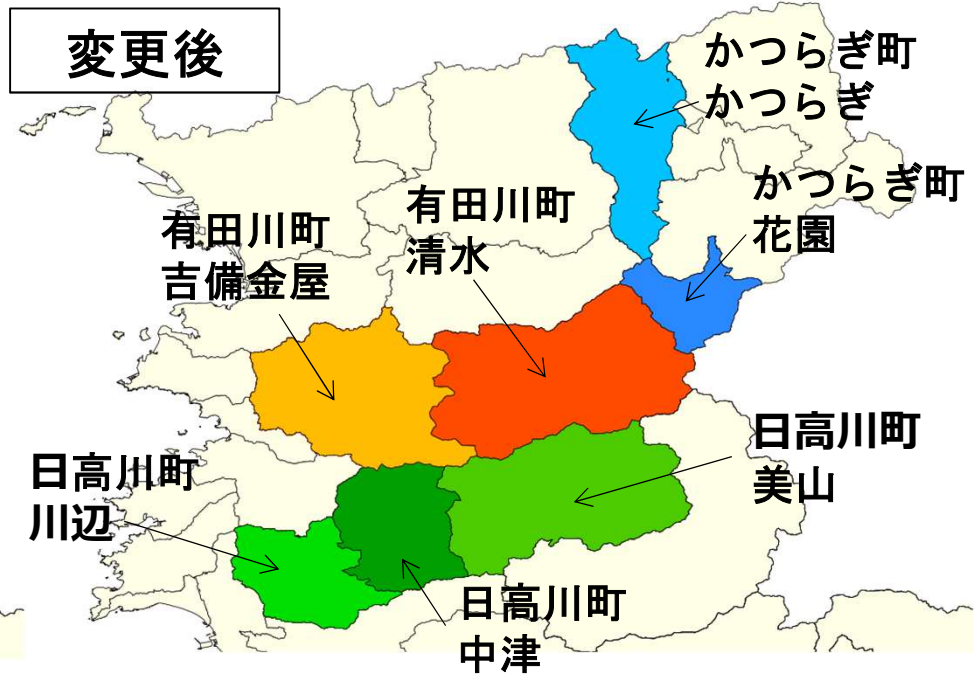 変更後
かつらぎ町
かつらぎ
かつらぎ町
花園
有田川町
清水
有田川町
吉備金屋
日高川町
美山
日高川町
川辺
日高川町
中津